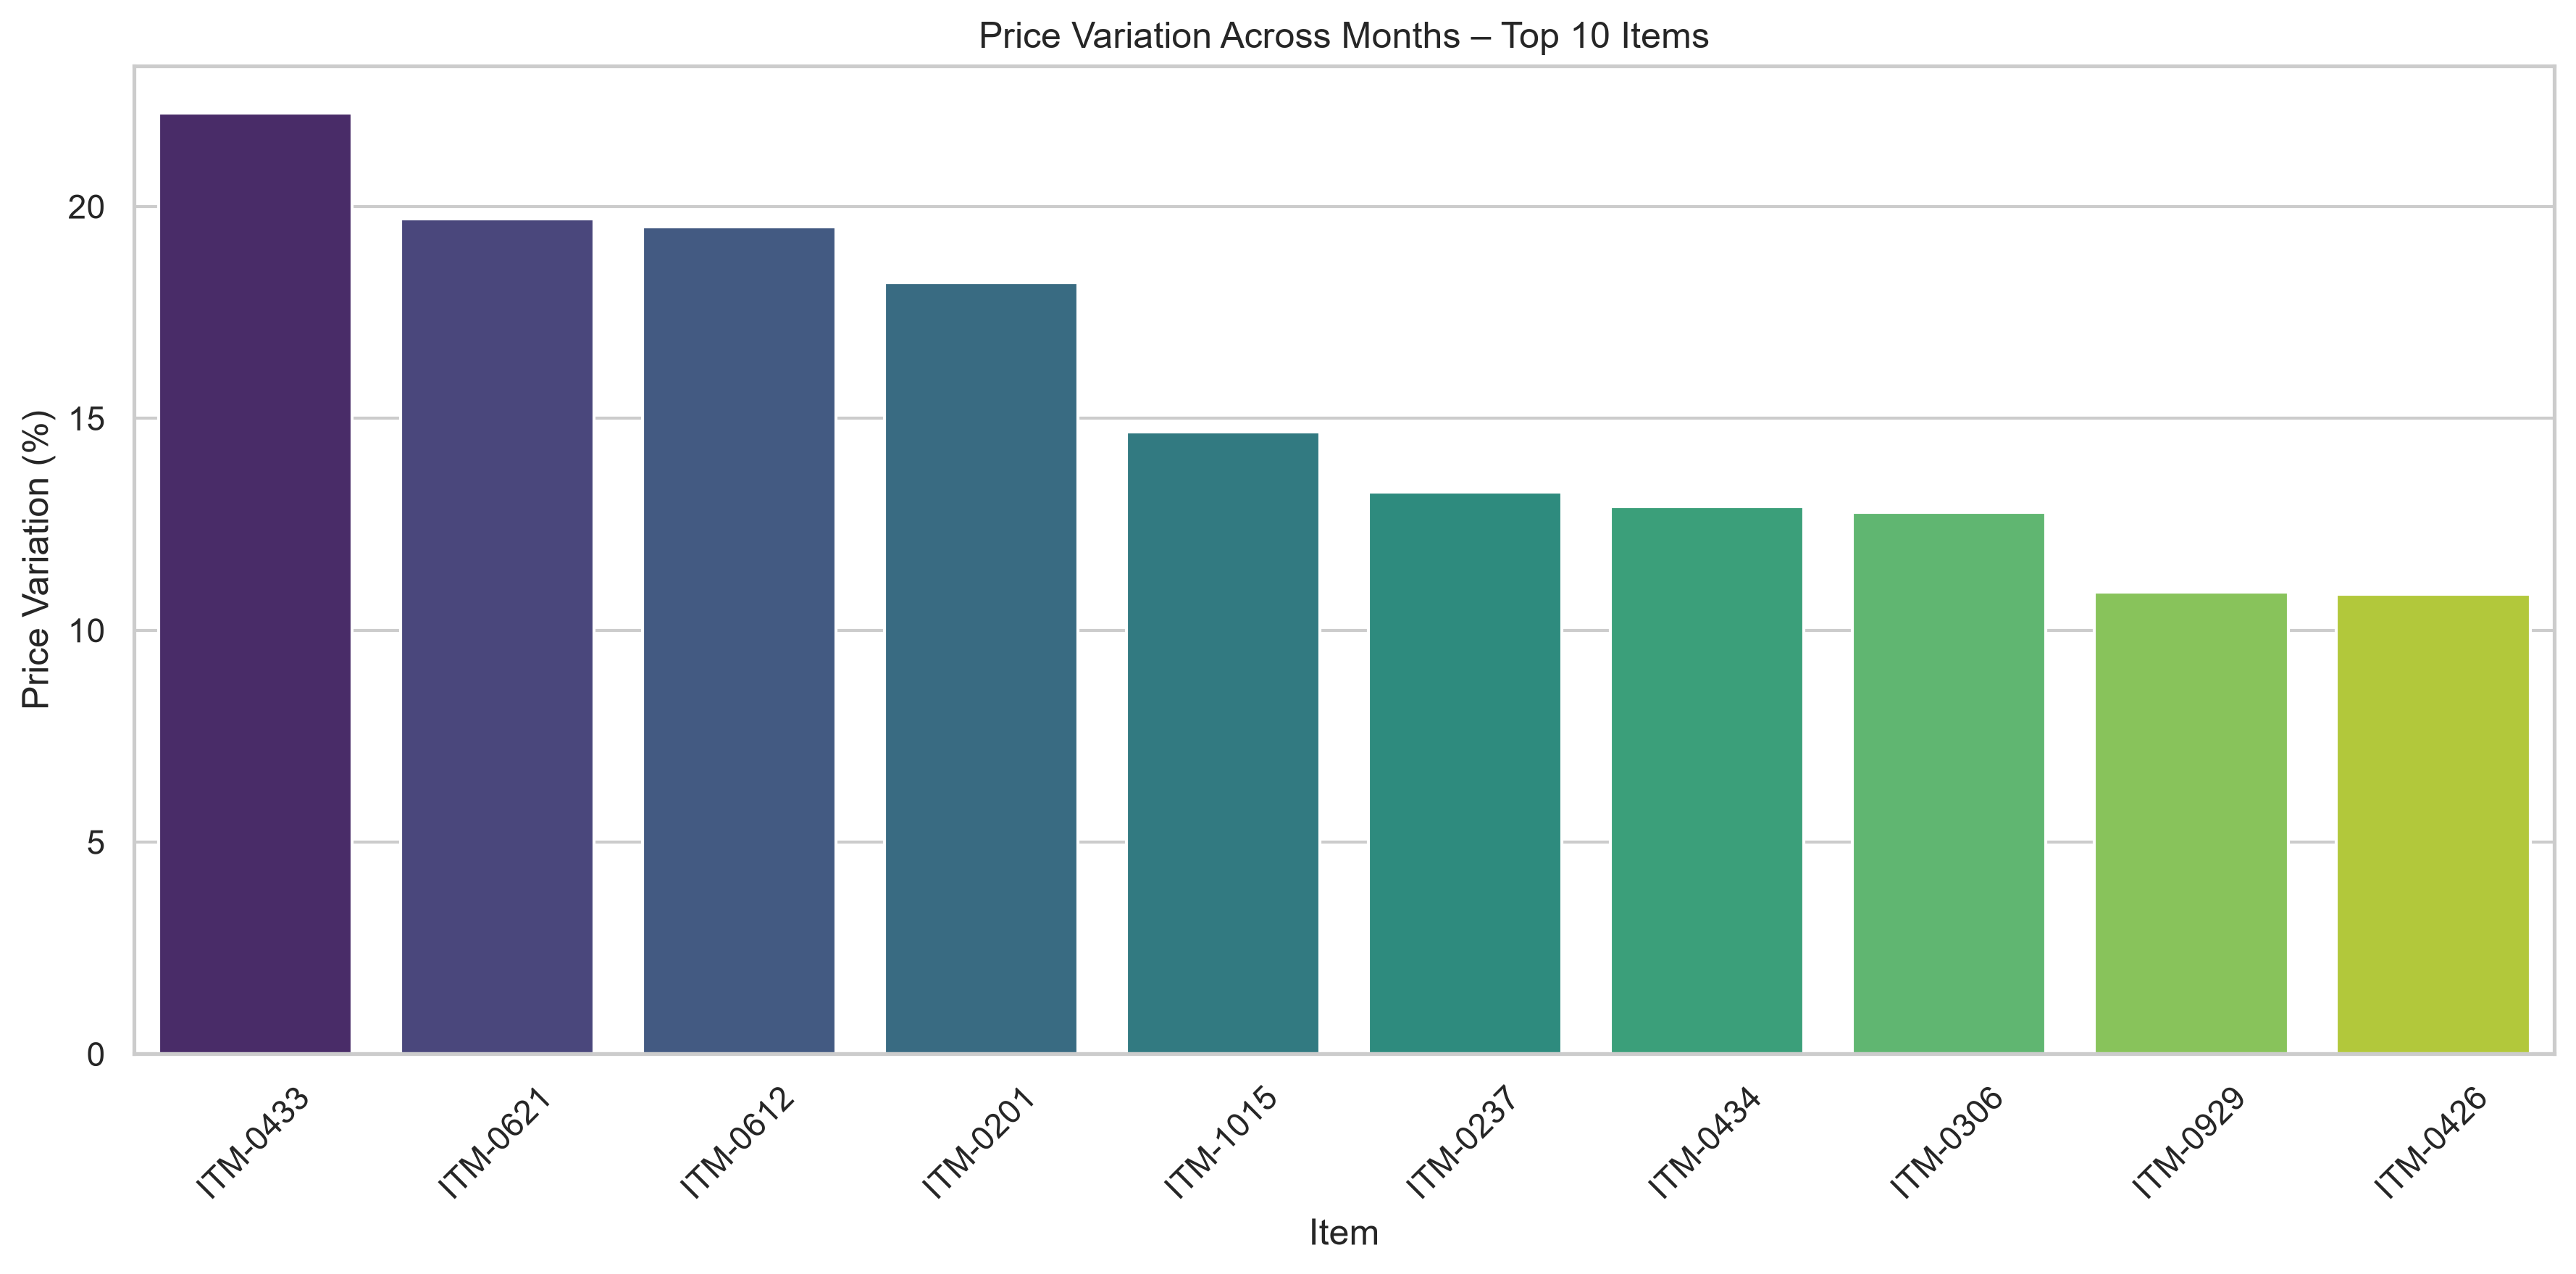 Price Variation Across Months – Top 10 Items
Price Variation (%)
20
15
10
5
0
ITM-0433
ITM-0621
ITM-0612
ITM-0201
ITM-1015
ITM-0237
ITM-0434
ITM-0306
ITM-0929
ITM-0426
Item